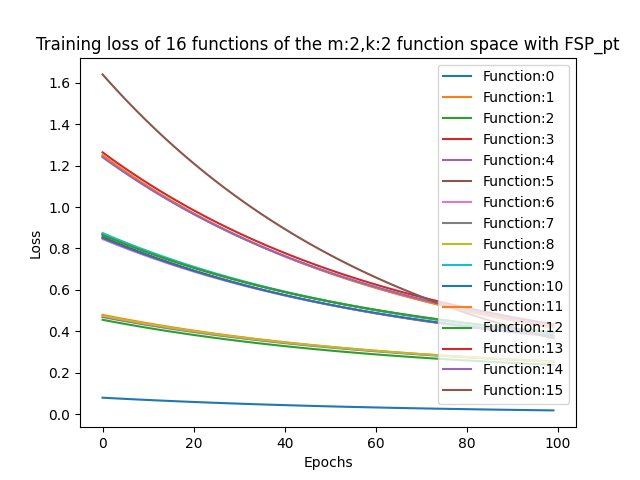 Training loss of 16 functions of the m:2,k:2 function space with FSP_pt
1.6
1.4
1.2
1.0
0.8
0.6
0.4
0.2
0.0
Loss
Function:0
Function:1
Function:2
Function:3
Function:4
Function:5
Function:6
Function:7
Function:8
Function:9
Function:10
Function:11
Function:12
Function:13
Function:14
Function:15
0 20 40 60 80 100
Epochs